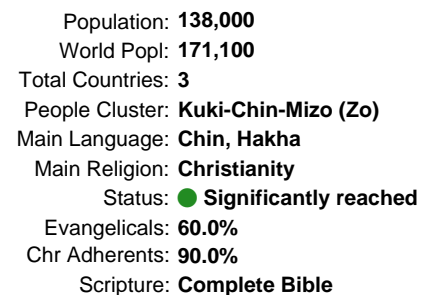 Population: 138,000
World Popl: 171,100
Total Countries: 3
People Cluster: Kuki-Chin-Mizo (Zo)
Main Language: Chin, Hakha
Main Religion: Christianity
Status: Significantly reached
Evangelicals: 60.0%
Chr Adherents: 90.0%
Scripture: Complete Bible